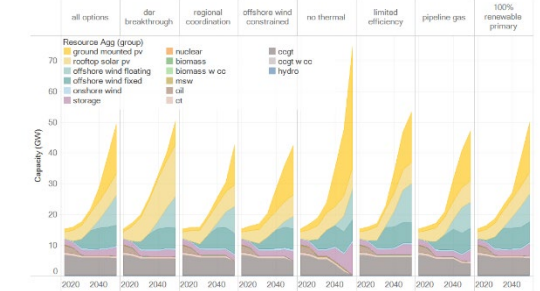 all options
der breakthrough
regional coordination
offshore wind constrained
no thermal
limited efficiency
pipeline gas
100% renewable primary
Resource Agg (group)
ground mounted pv
rooftop solar pv
offshore wind floating
offshore wind fixed
onshore wind
storage
nuclear
biomass
biomass w cc
msw
oil
ct
ccgt
ccgt w cc
hydro
Capacity (GW)
70
60
50
40
30
20
10
0
2020 2040 2020 2040 2020 2040 2020 2040 2020 2040 2020 2040 2020 2040 2020 2040